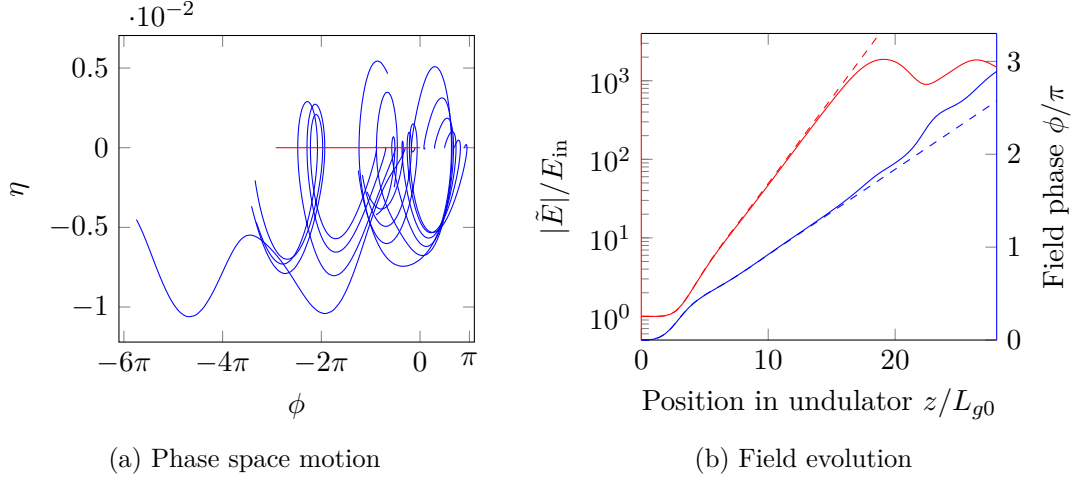 ·10⁻²
0.5
0
−0.5
−1
η
−6π
−4π
−2π
0
π
φ
(a) Phase space motion
10³
10²
10¹
10⁰
|Ẽ|/E_in
0
10
20
Position in undulator z/L_g0
3
2
1
0
Field phase φ/π
(b) Field evolution